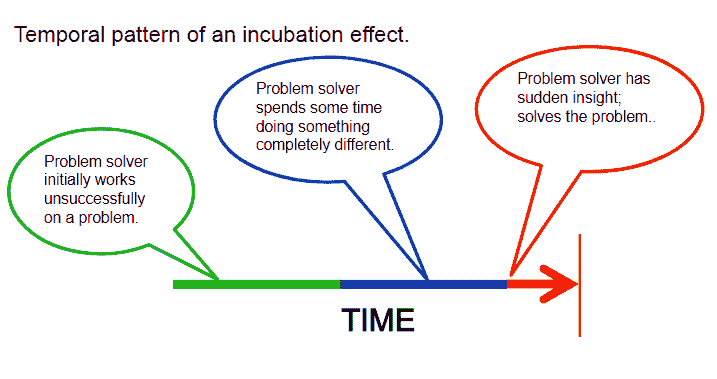 Temporal pattern of an incubation effect.
Problem solver
initially works
unsuccessfully
on a problem.
Problem solver
spends some time
doing something
completely different.
Problem solver has
sudden insight;
solves the problem..
TIME